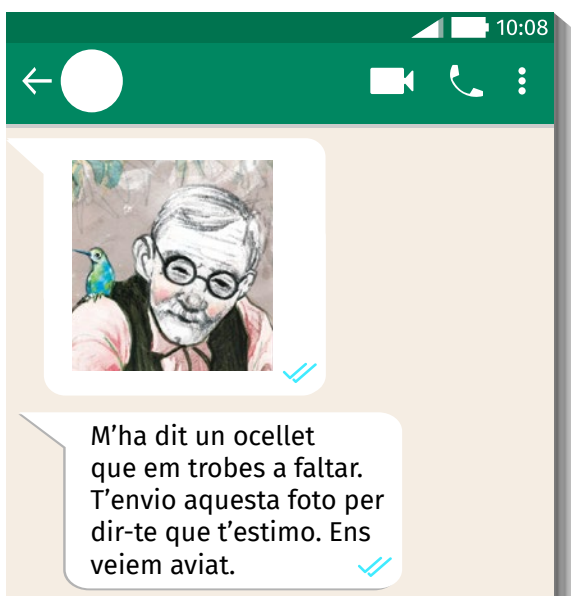 10:08
M’ha dit un ocellet
que em trobes a faltar.
T’envio aquesta foto per
dir-te que t’estimo. Ens
veiem aviat.